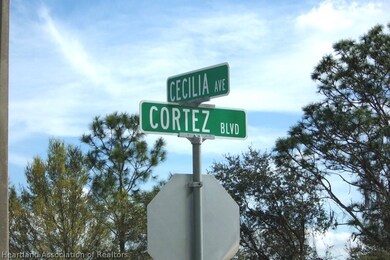 CECILIA AVE
CORTEZ BLVD
Heartland Association of Realtors